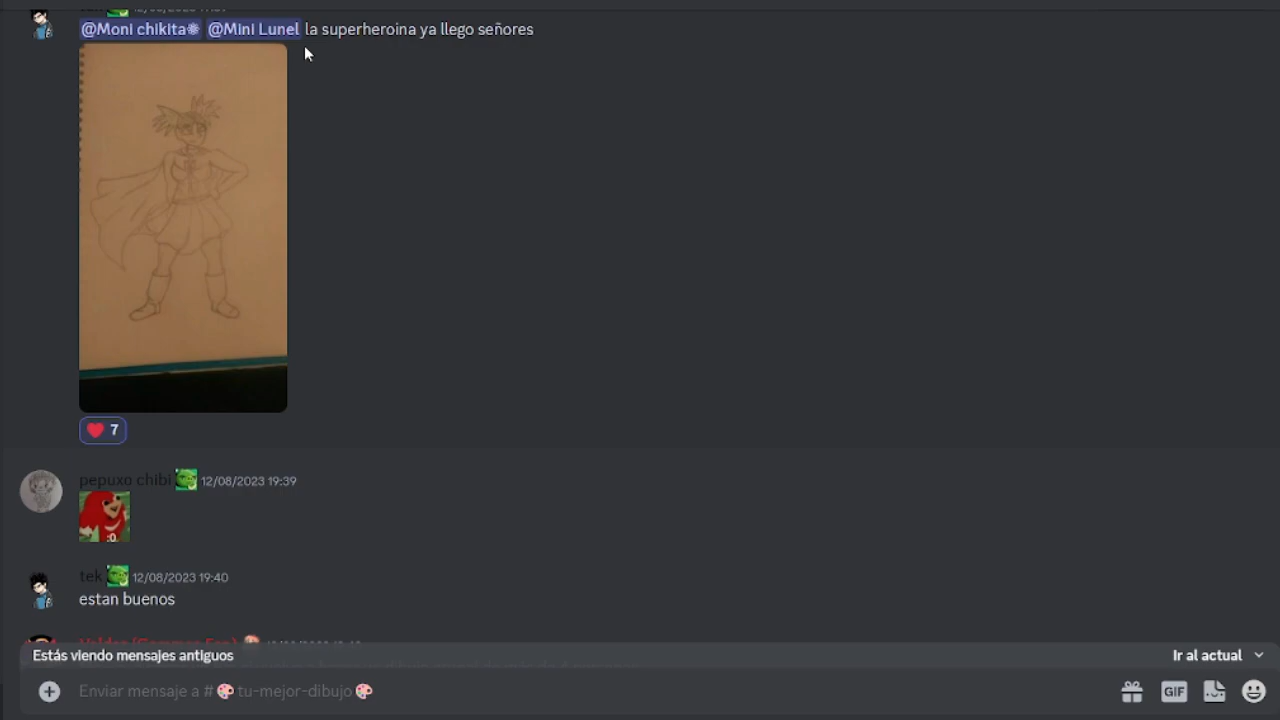 @Moni chikita @Mini Lunel la superheroina ya llego señores
7
pepuxo chibi 12/08/2023 19:39
:0
tek 12/08/2023 19:40
estan buenos
Estás viendo mensajes antiguos
Ir al actual
Enviar mensaje a # tu-mejor-dibujo
GIF